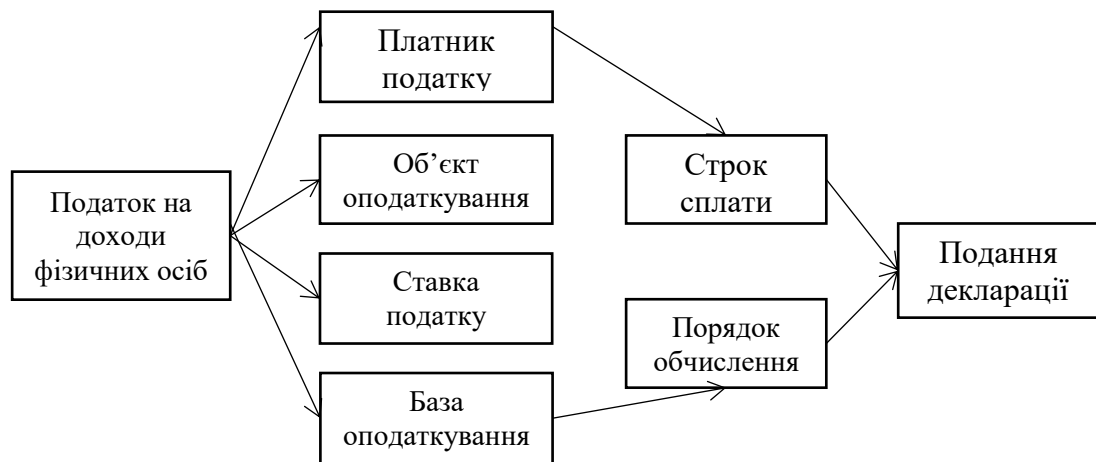 Податок на
доходи
фізичних осіб
Платник
податку
Об’єкт
оподаткування
Ставка
податку
База
оподаткування
Строк
сплати
Порядок
обчислення
Подання
декларації